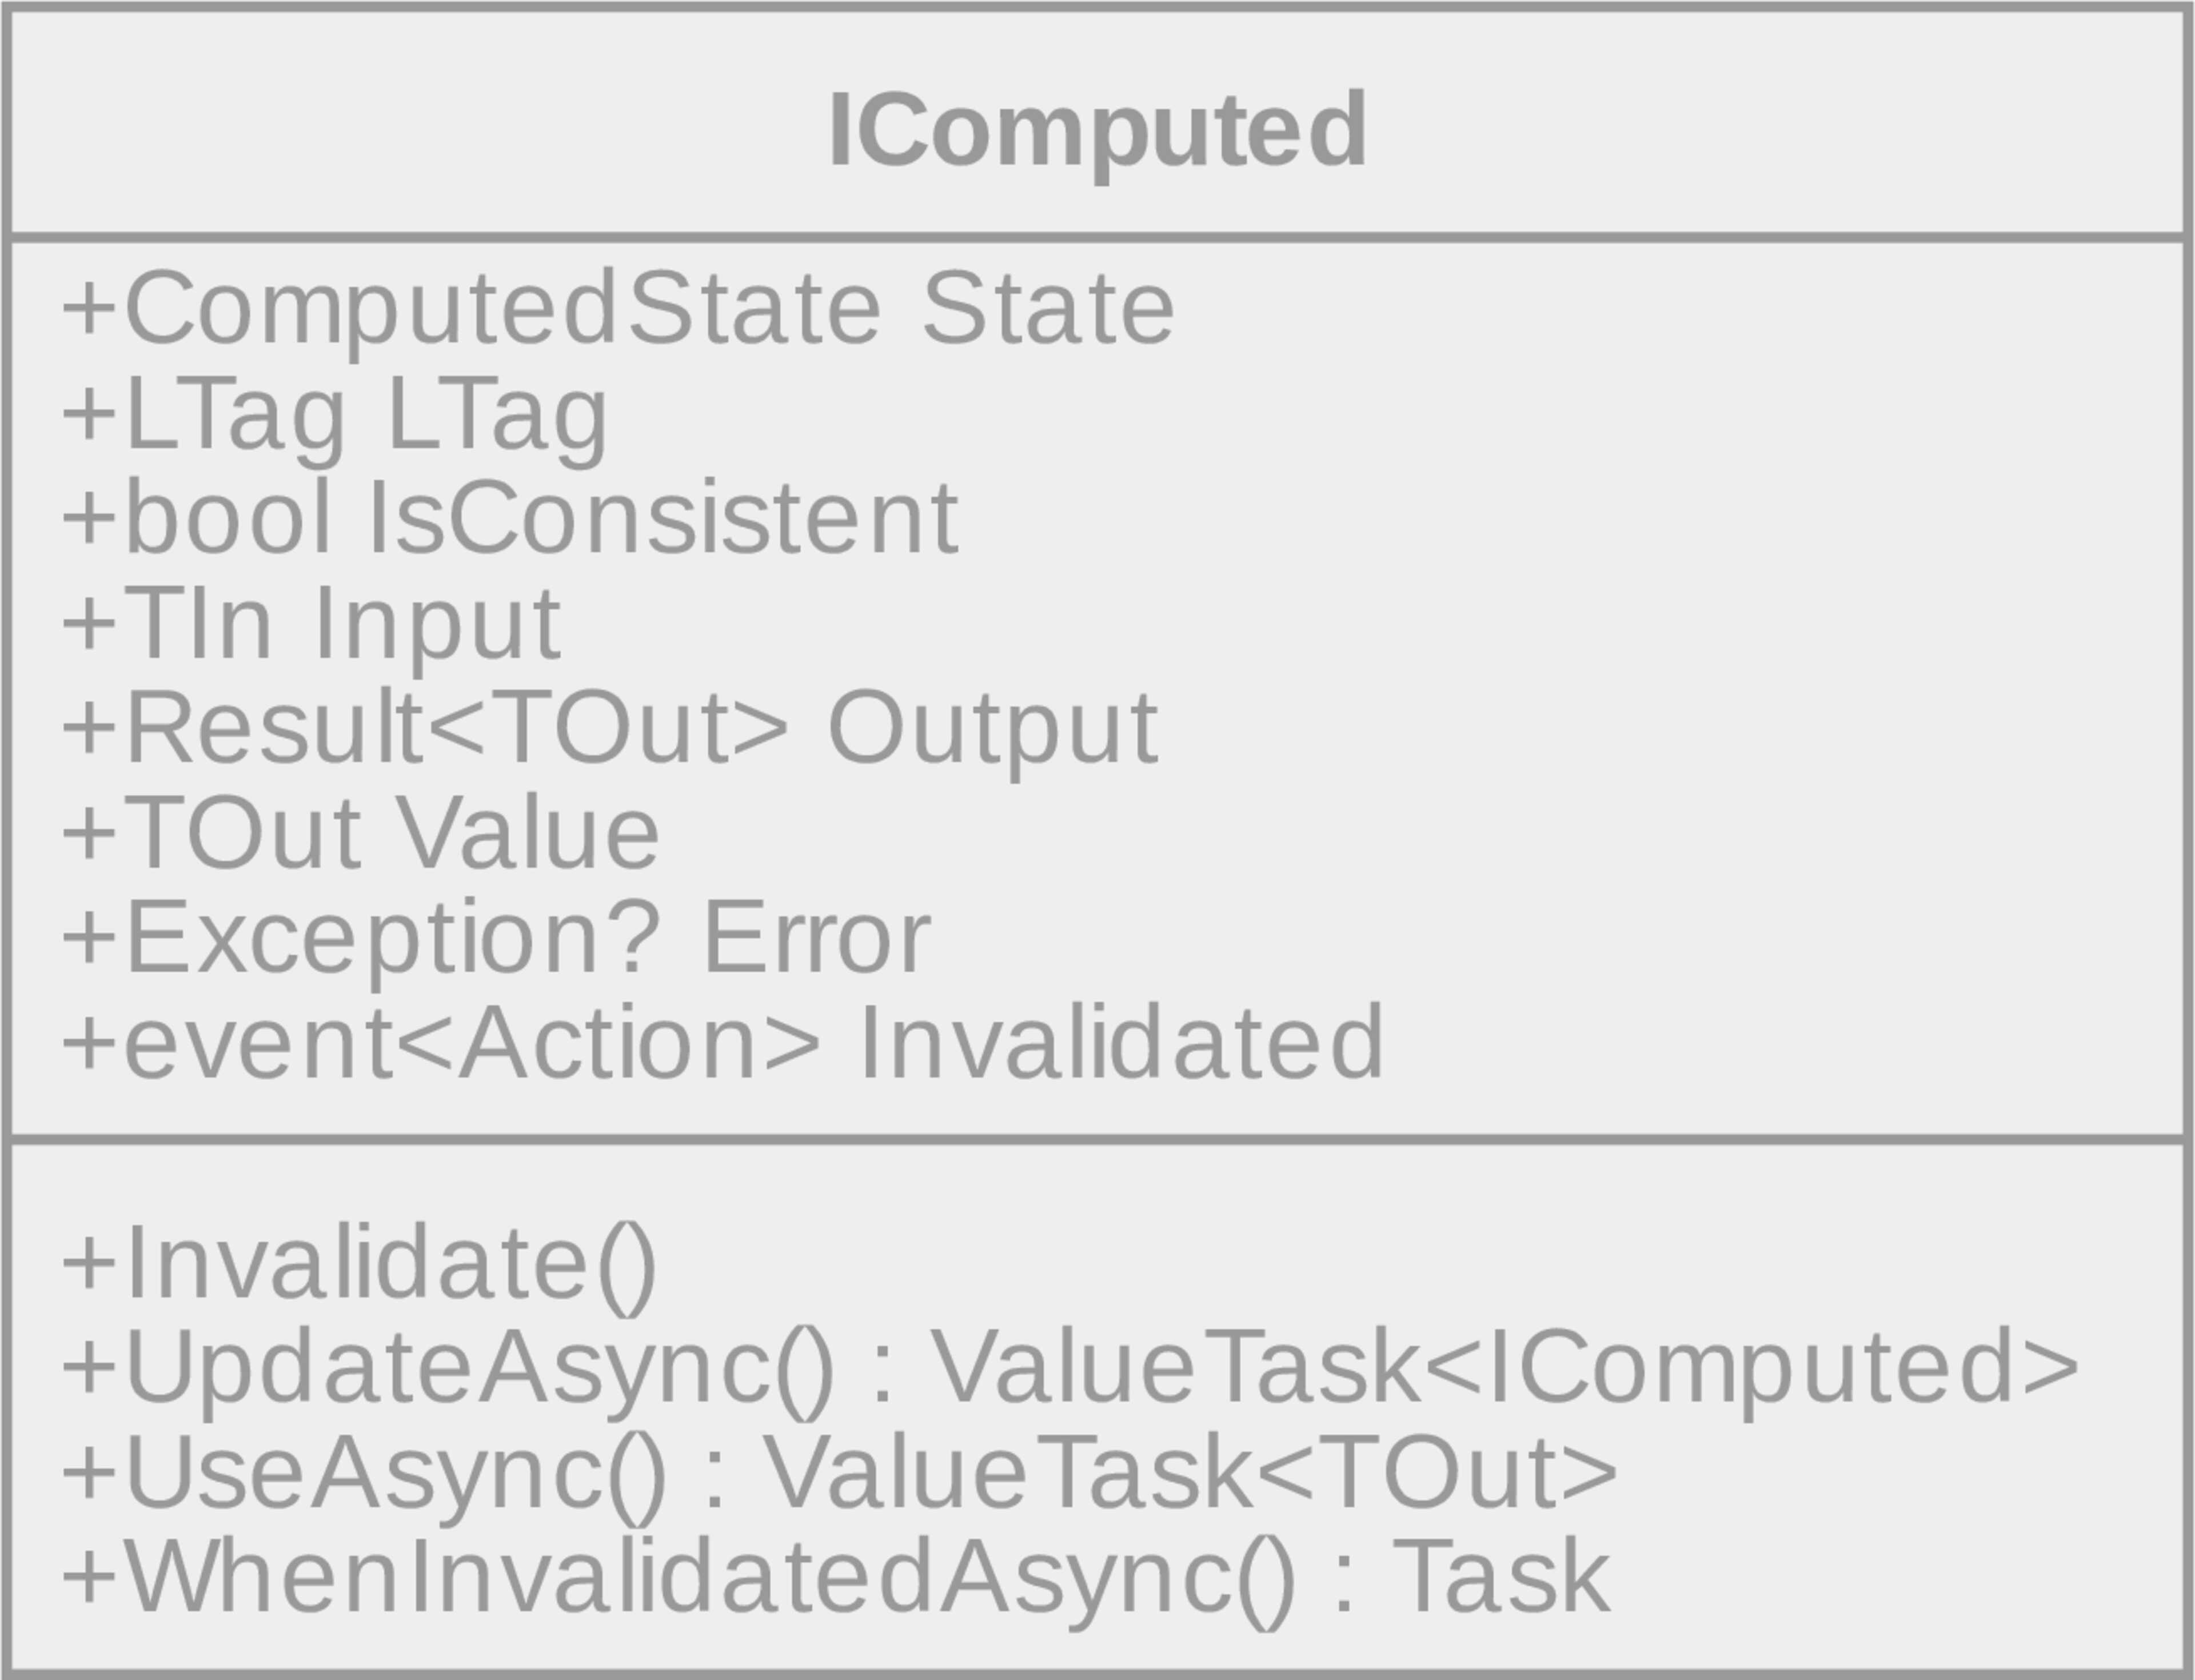 IComputed
+ComputedState State
+LTag LTag
+bool IsConsistent
+TIn Input
+Result<TOut> Output
+TOut Value
+Exception? Error
+event<Action> Invalidated
+Invalidate()
+UpdateAsync() : ValueTask<IComputed>
+UseAsync() : ValueTask<TOut>
+WhenInvalidatedAsync() : Task